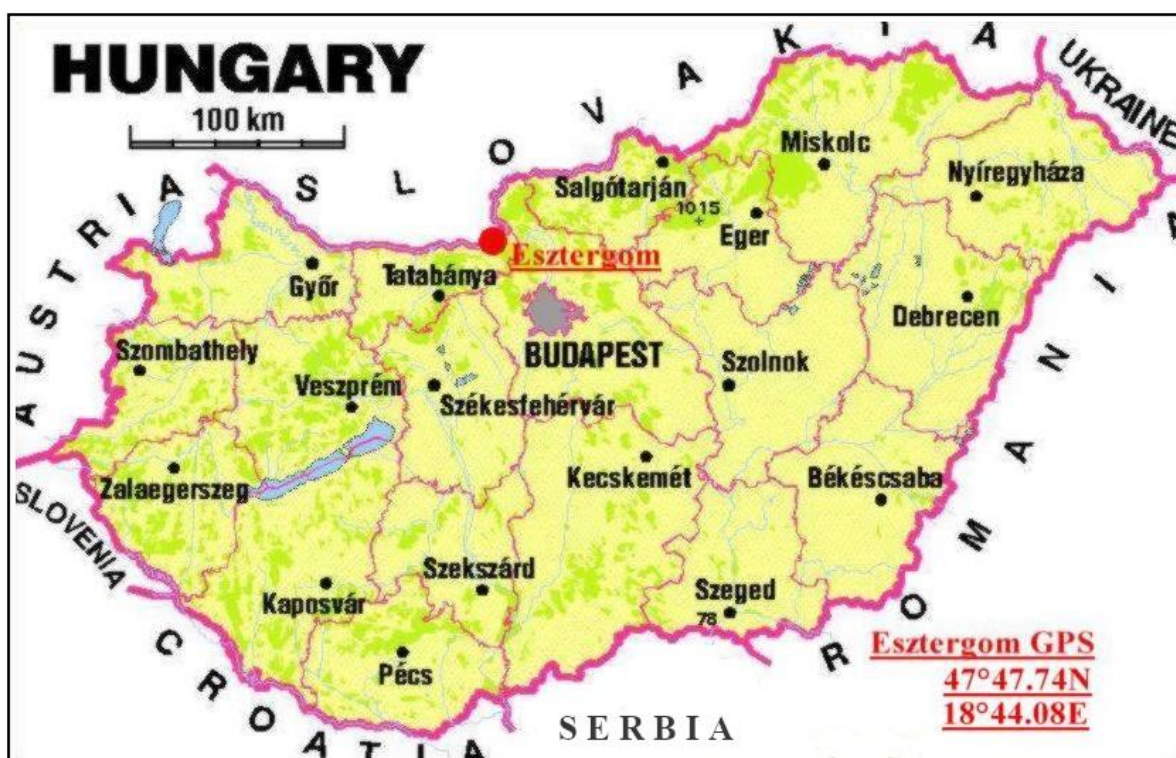 HUNGARY
100 km
AUSTRIA
SLOVAKIA
UKRAINE
Miskolc
Salgótarján
Nyíregyháza
1015
Eger
Esztergom
Győr
Tatabánya
Debrecen
Szombathely
BUDAPEST
Szolnok
Veszprém
Székesfehérvár
Kecskemét
Békéscsaba
Zalaegerszeg
SLOVENIA
ROMANIA
Szekszárd
Szeged
78
Kaposvár
Pécs
CROATIA
SERBIA
Esztergom GPS
47°47.74N
18°44.08E